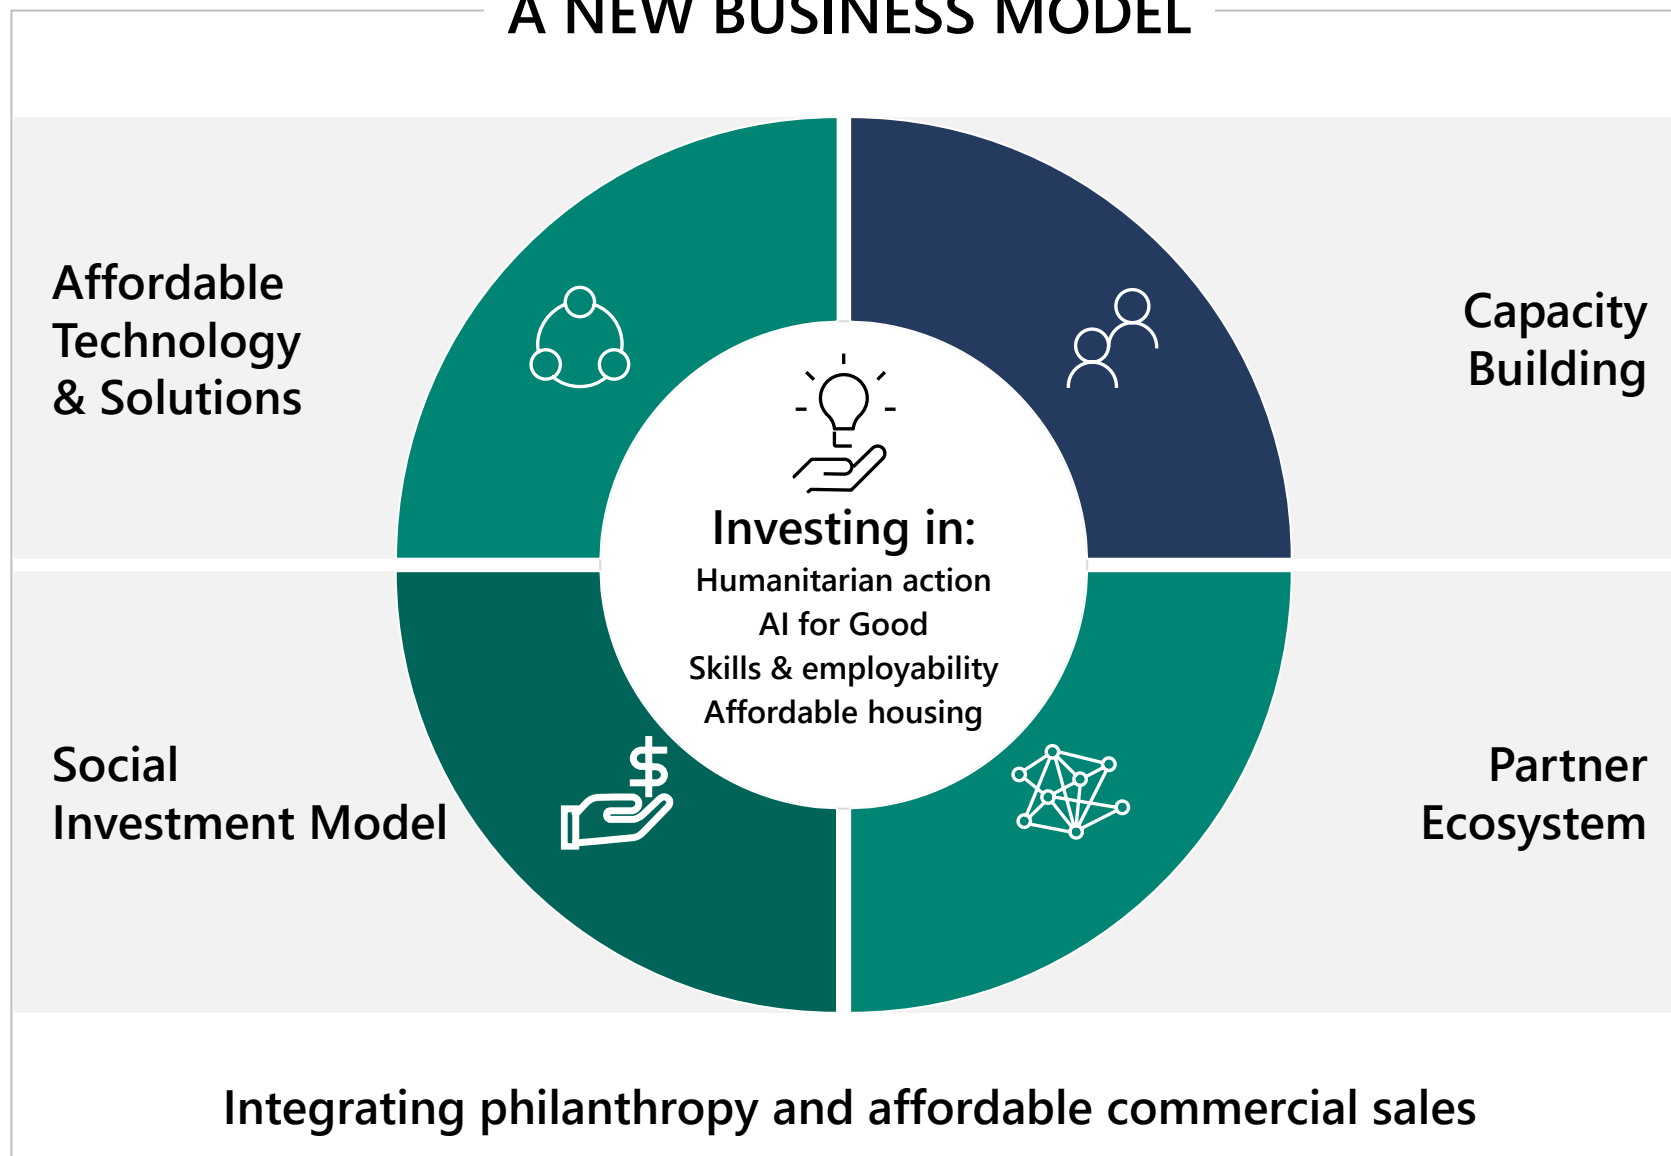 A NEW BUSINESS MODEL
Affordable
Technology
& Solutions
Capacity
Building
Investing in:
Humanitarian action
AI for Good
Skills & employability
Affordable housing
Social
Investment Model
$
Partner
Ecosystem
Integrating philanthropy and affordable commercial sales